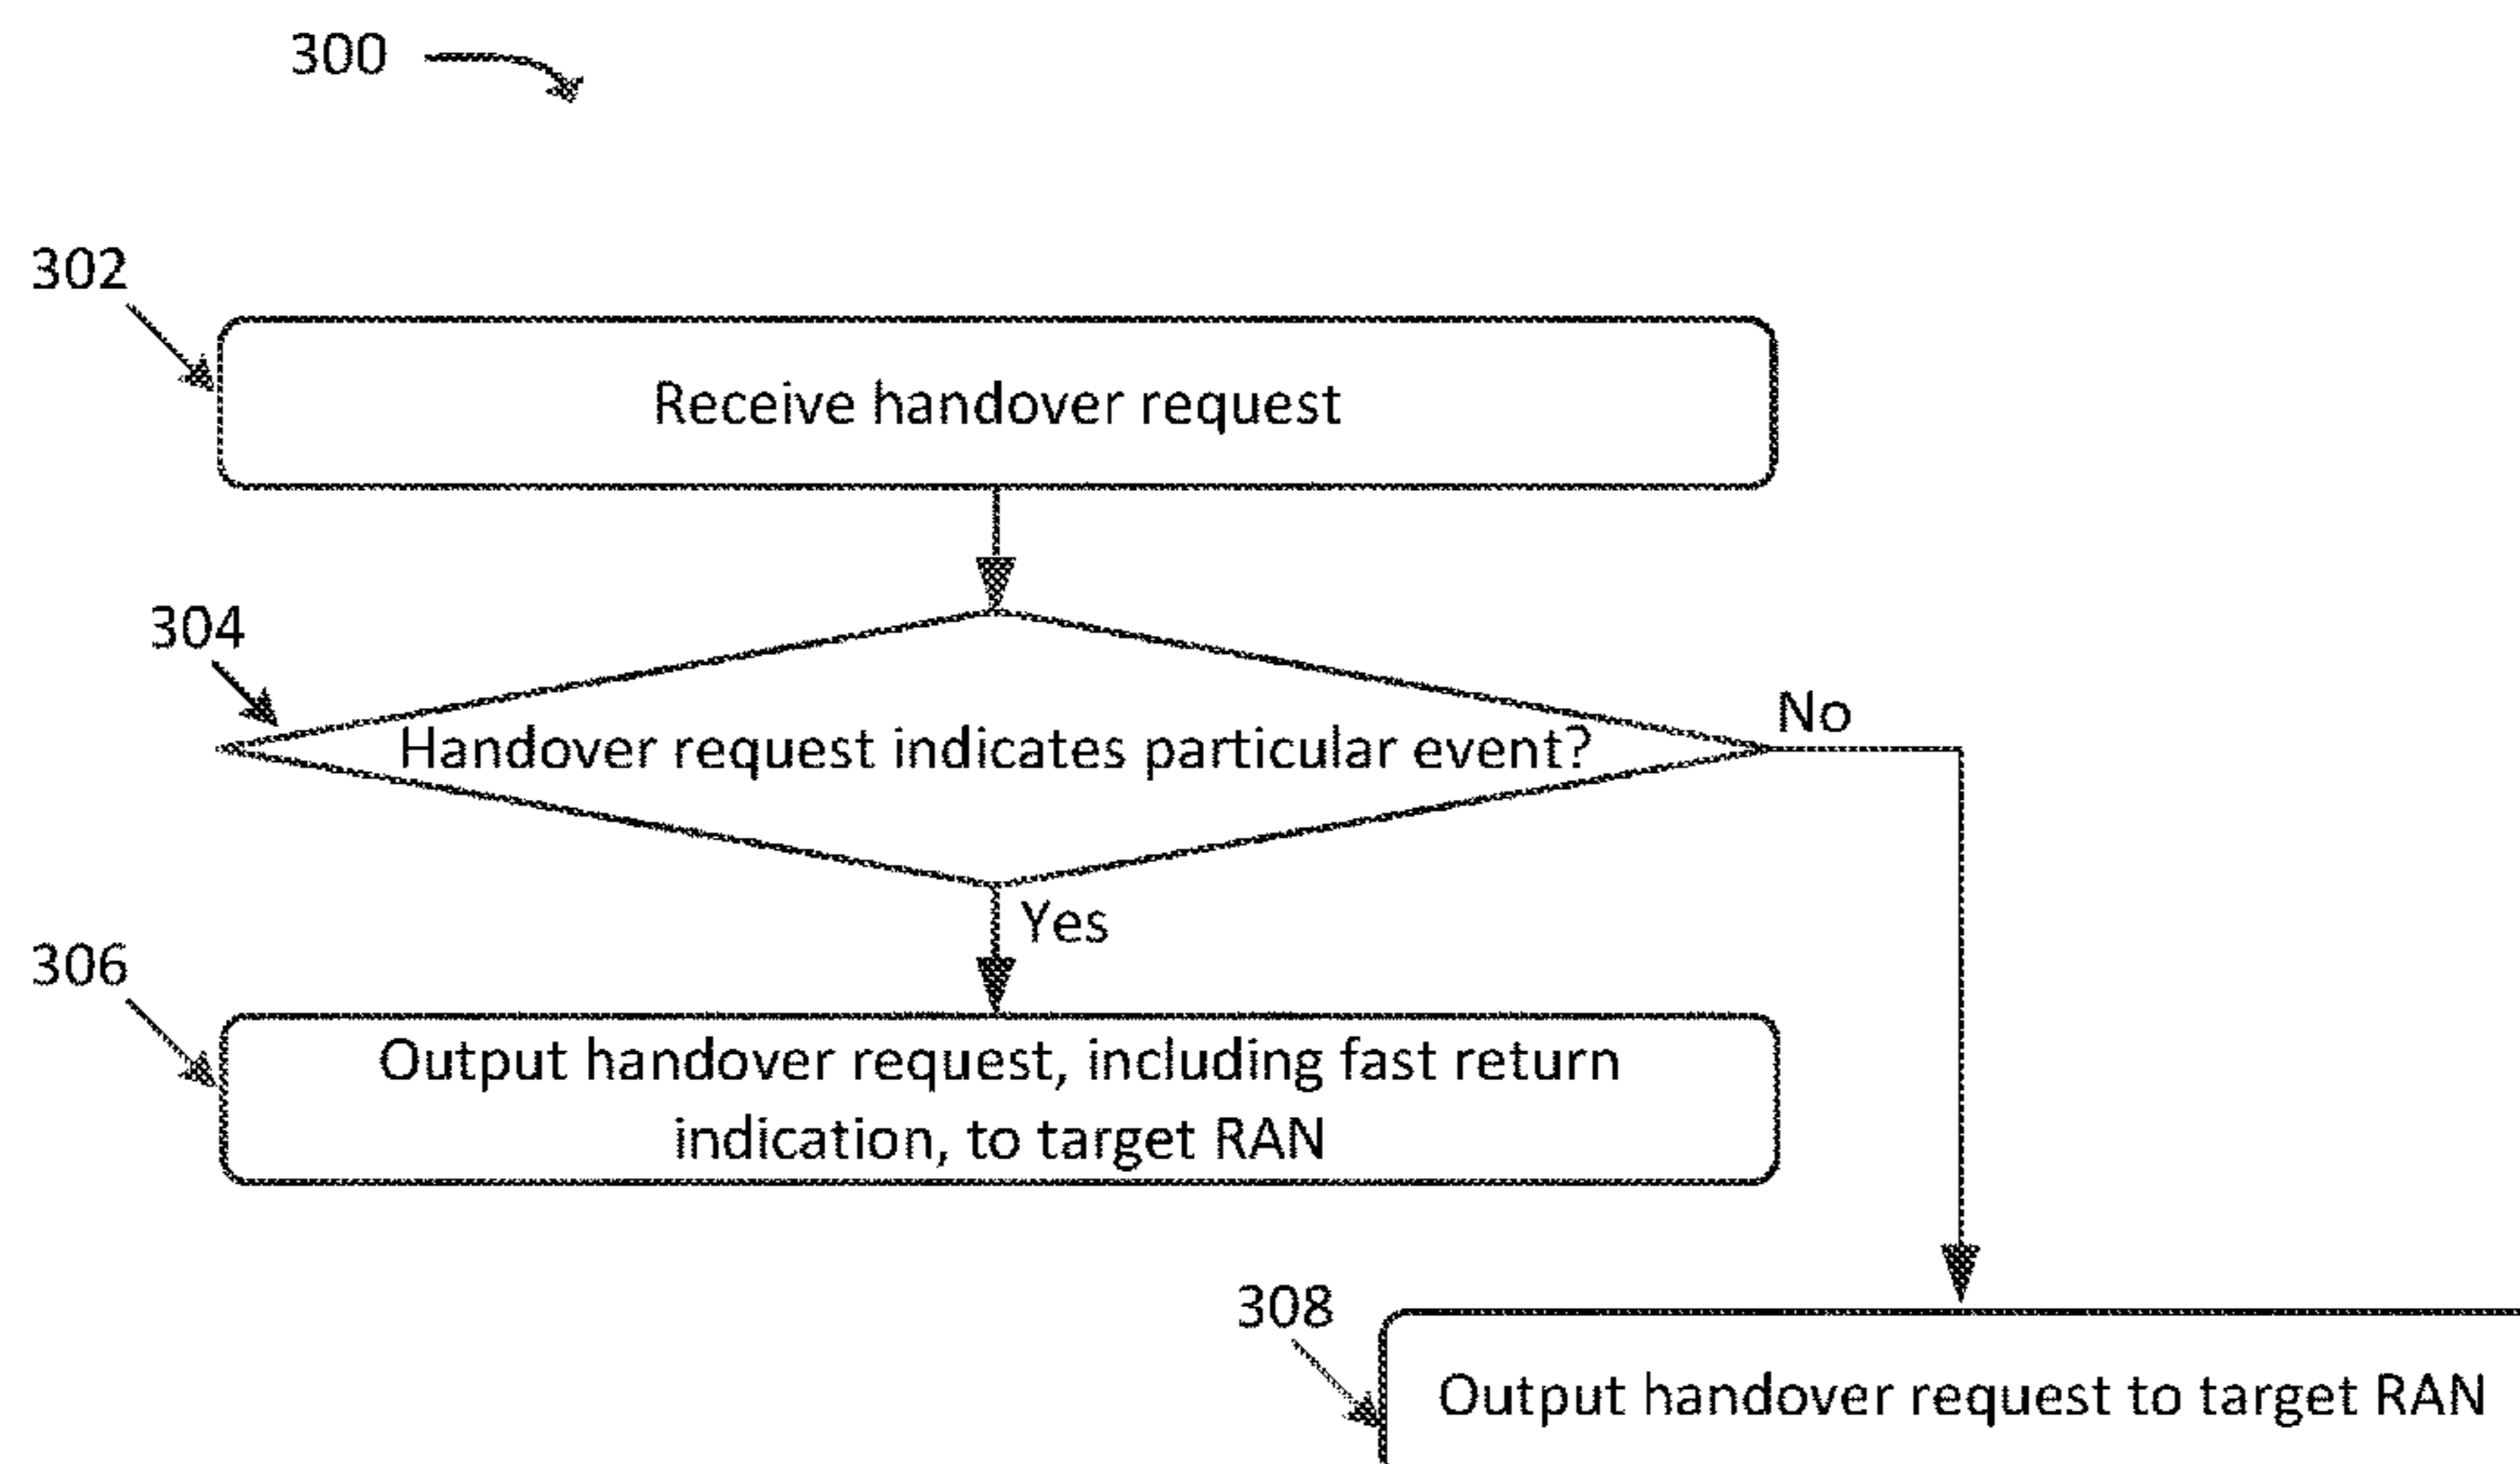 300
302
Receive handover request
304
Handover request indicates particular event?
No
Yes
306
Output handover request, including fast return
indication, to target RAN
308
Output handover request to target RAN